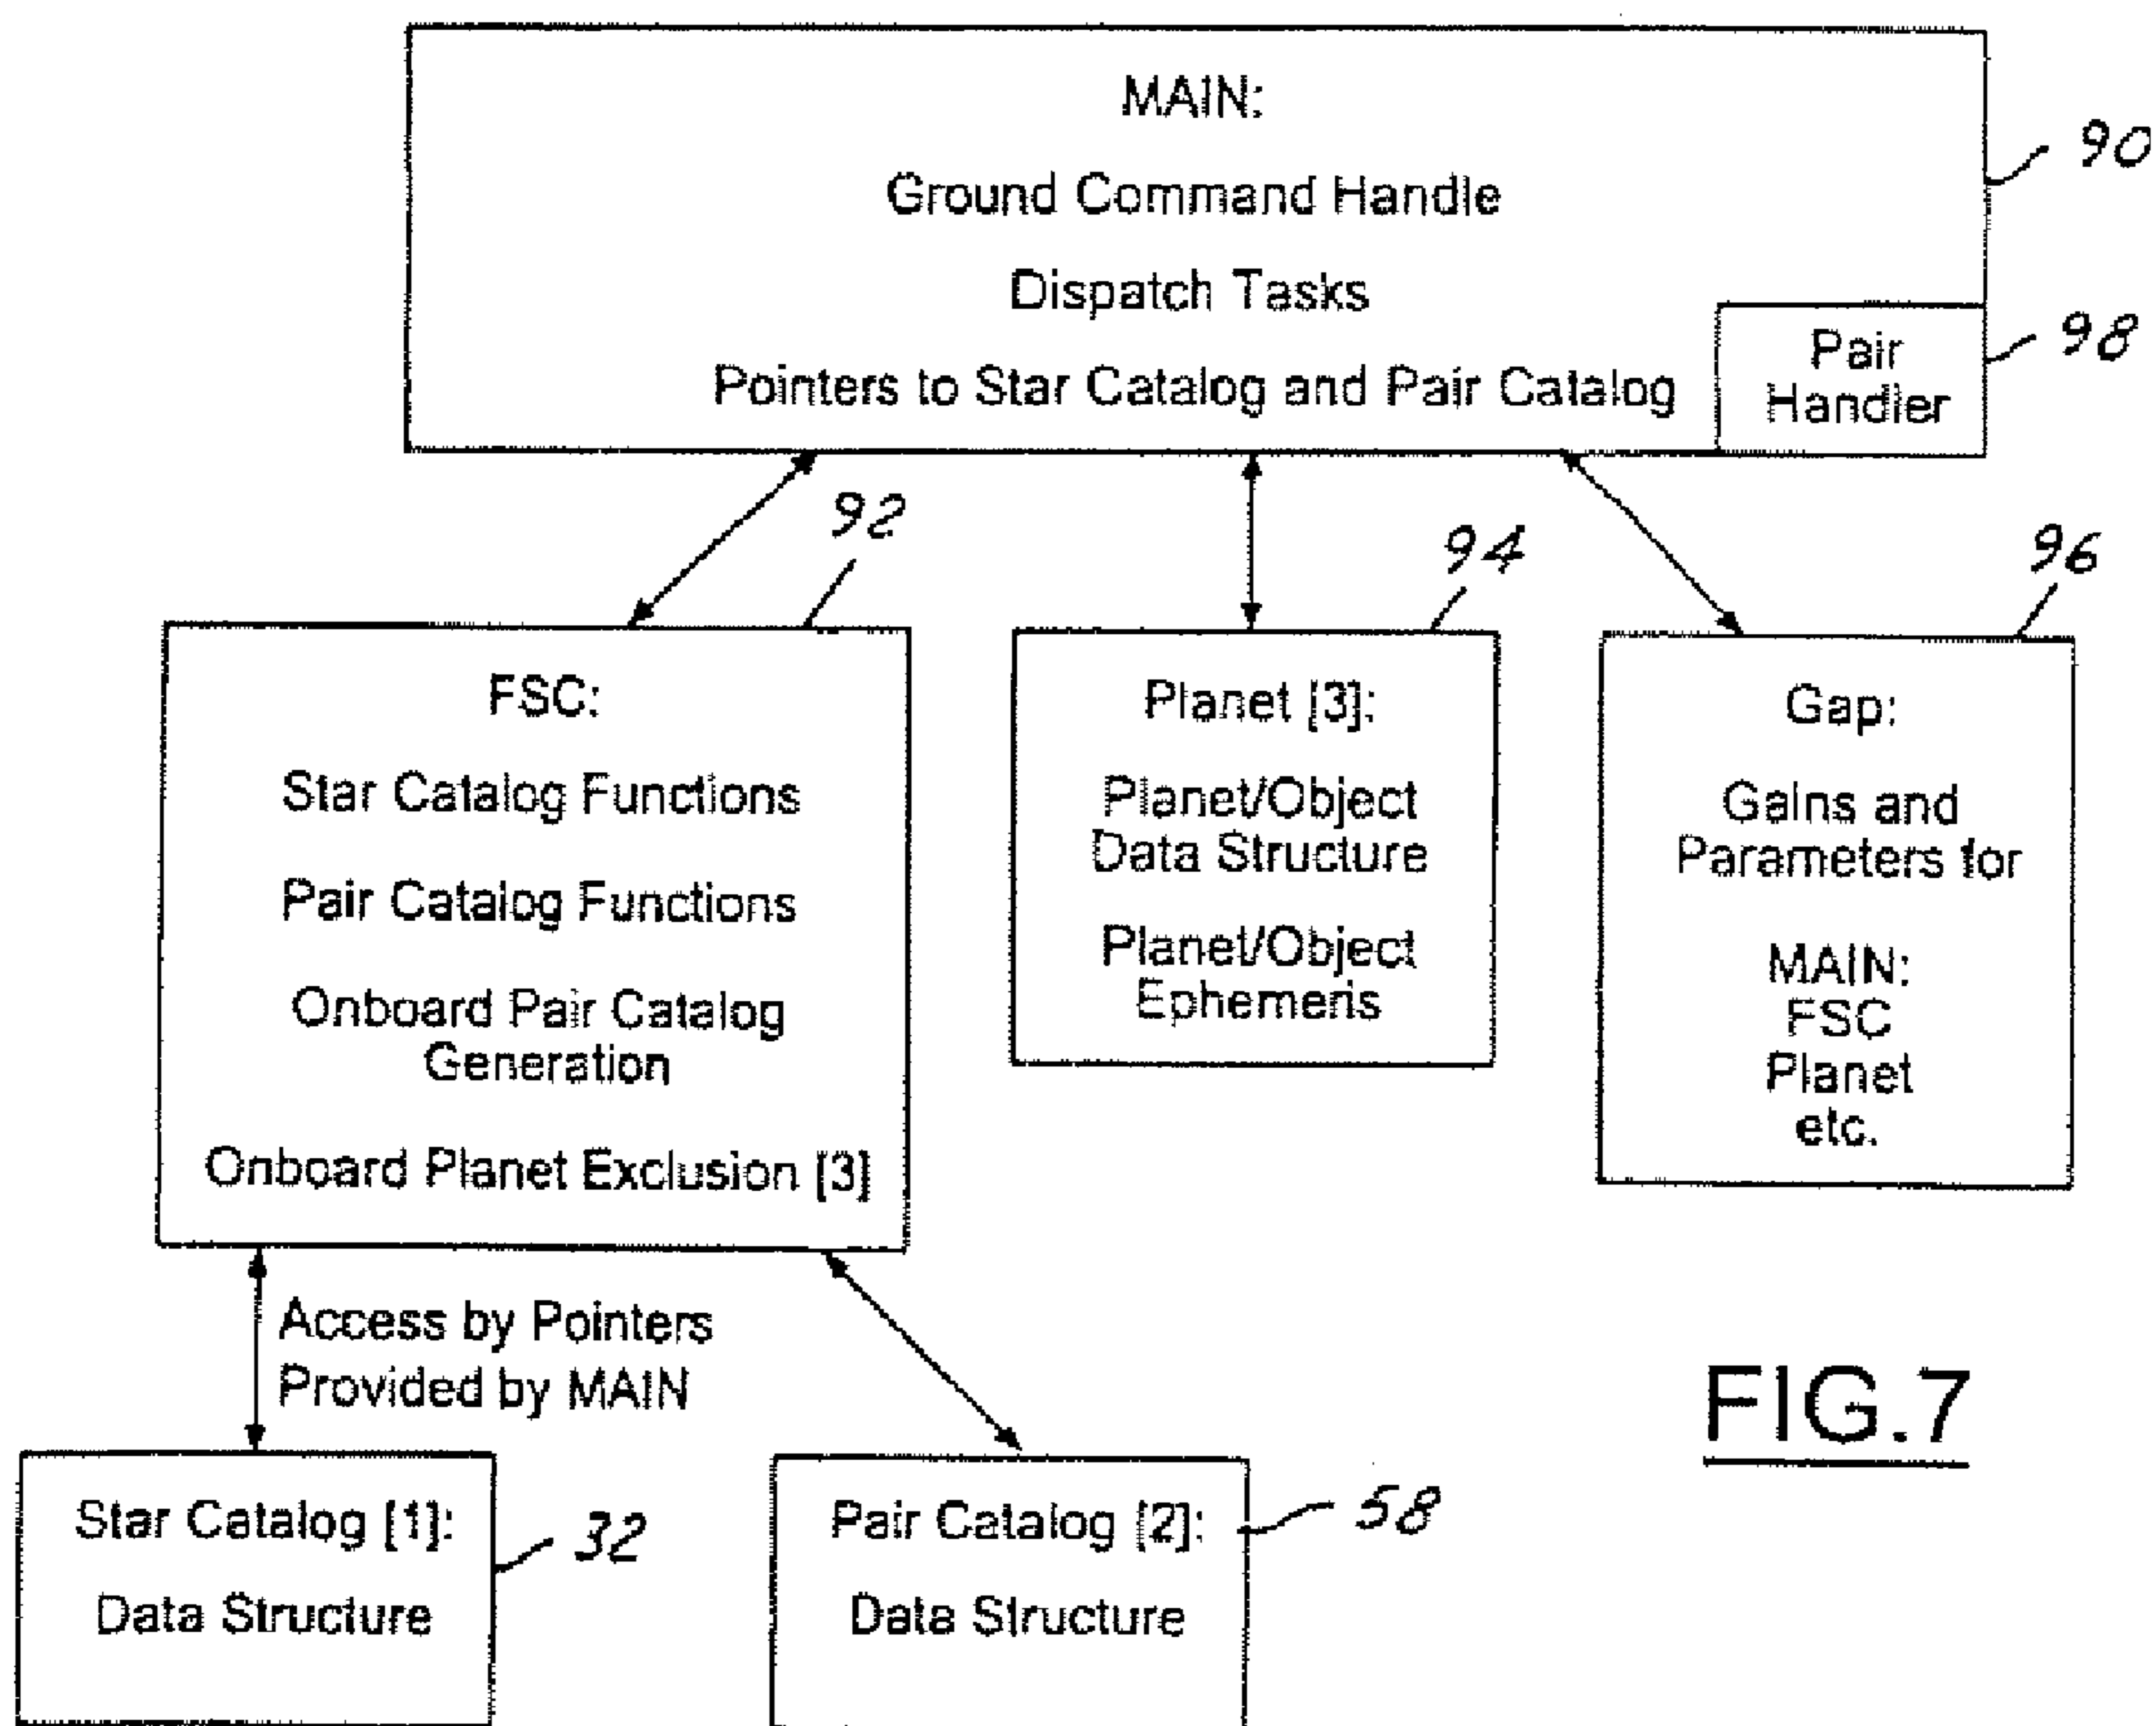 MAIN:
Ground Command Handle
Dispatch Tasks
Pointers to Star Catalog and Pair Catalog
Pair
Handler
90
98
92
94
96
FSC:
Star Catalog Functions
Pair Catalog Functions
Onboard Pair Catalog
Generation
Onboard Planet Exclusion [3]
Planet [3]:
Planet/Object
Data Structure
Planet/Object
Ephemeris
Gap:
Gains and
Parameters for
MAIN:
FSC
Planet
etc.
Access by Pointers
Provided by MAIN
Star Catalog [1]:
Data Structure
32
Pair Catalog [2]:
Data Structure
58
FIG.7